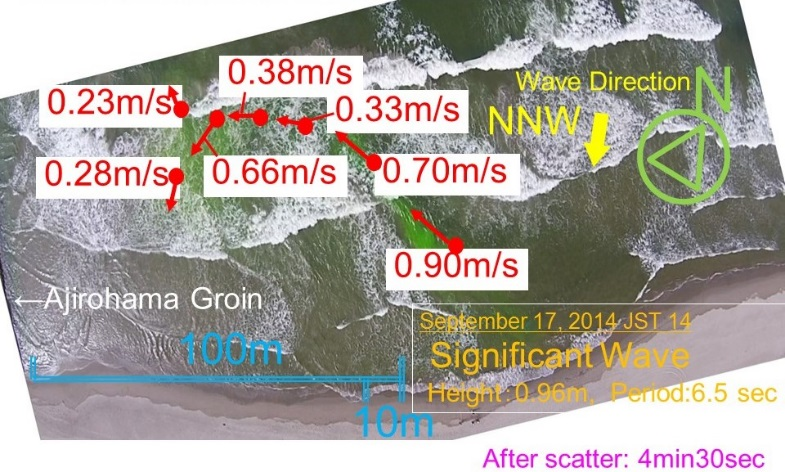 0.38m/s
0.23m/s
0.33m/s
Wave Direction
N
NNW
0.28m/s
0.66m/s
0.70m/s
0.90m/s
←Ajirohama Groin
September 17, 2014 JST 14
100m
Significant Wave
Height:0.96m, Period:6.5 sec
10m
After scatter: 4min30sec